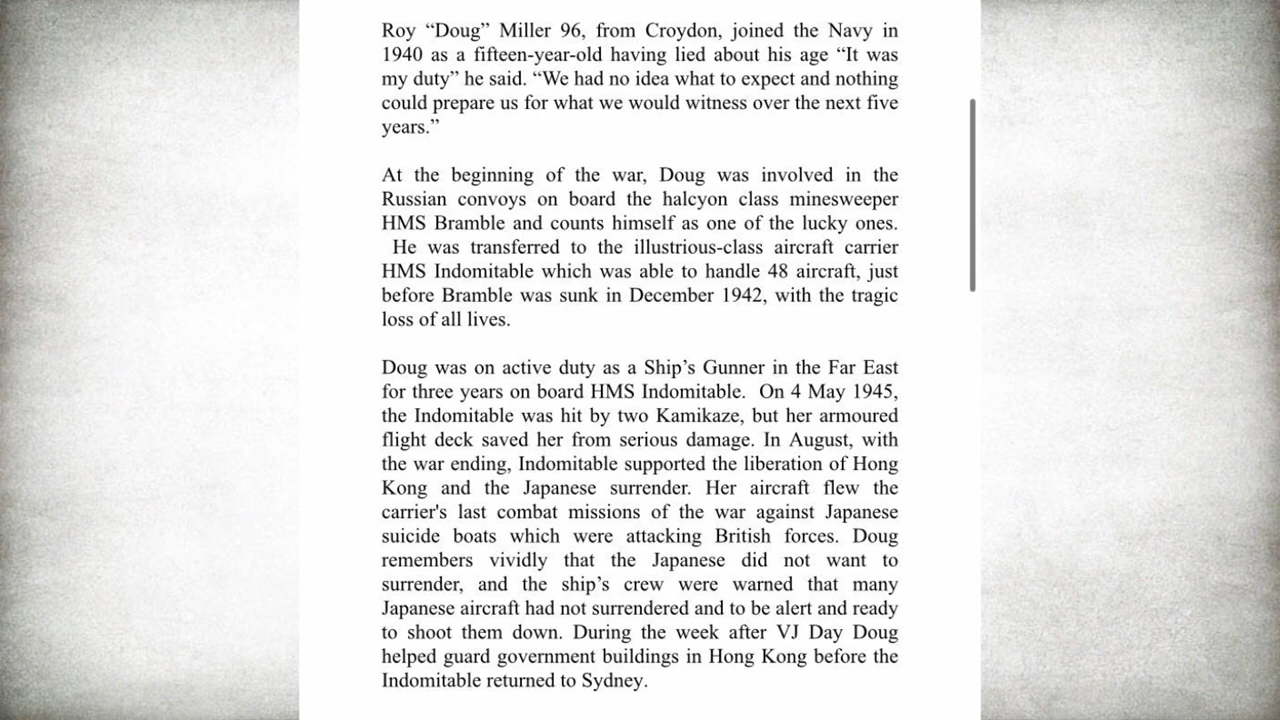 Roy “Doug” Miller 96, from Croydon, joined the Navy in
1940 as a fifteen-year-old having lied about his age “It was
my duty” he said. “We had no idea what to expect and nothing
could prepare us for what we would witness over the next five
years.”
At the beginning of the war, Doug was involved in the
Russian convoys on board the halcyon class minesweeper
HMS Bramble and counts himself as one of the lucky ones.
He was transferred to the illustrious-class aircraft carrier
HMS Indomitable which was able to handle 48 aircraft, just
before Bramble was sunk in December 1942, with the tragic
loss of all lives.
Doug was on active duty as a Ship’s Gunner in the Far East
for three years on board HMS Indomitable.  On 4 May 1945,
the Indomitable was hit by two Kamikaze, but her armoured
flight deck saved her from serious damage. In August, with
the war ending, Indomitable supported the liberation of Hong
Kong and the Japanese surrender. Her aircraft flew the
carrier's last combat missions of the war against Japanese
suicide boats which were attacking British forces. Doug
remembers vividly that the Japanese did not want to
surrender, and the ship’s crew were warned that many
Japanese aircraft had not surrendered and to be alert and ready
to shoot them down. During the week after VJ Day Doug
helped guard government buildings in Hong Kong before the
Indomitable returned to Sydney.